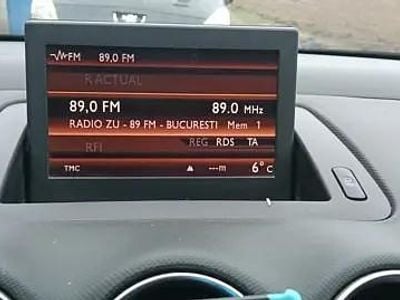 FM 89,0 FM
R ACTUAL
89,0 FM 89.0 MHz
RADIO ZU - 89 FM - BUCURESTI Mem 1
REG RDS TA
RFI
TMC ---m 6°C